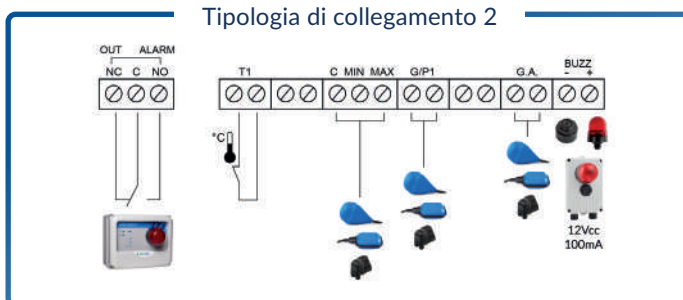 Tipologia di collegamento 2
OUT ALARM
NC C NO
T1
C MIN MAX
G/P1
G.A.
BUZZ
- +
°C
12Vcc
100mA